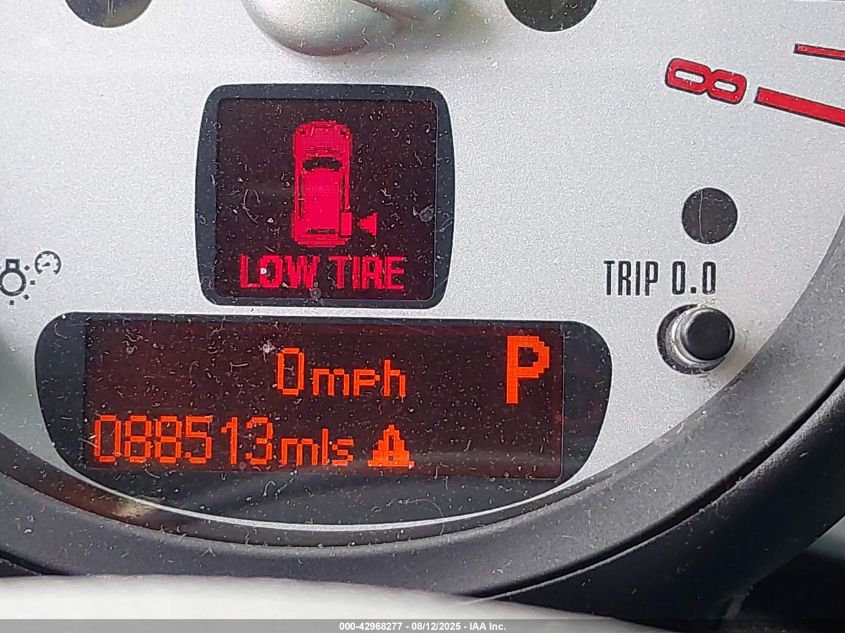 8
LOW TIRE
TRIP 0.0
0mph P
088513mls
000-42968277 - 08/12/2025 - IAA Inc.